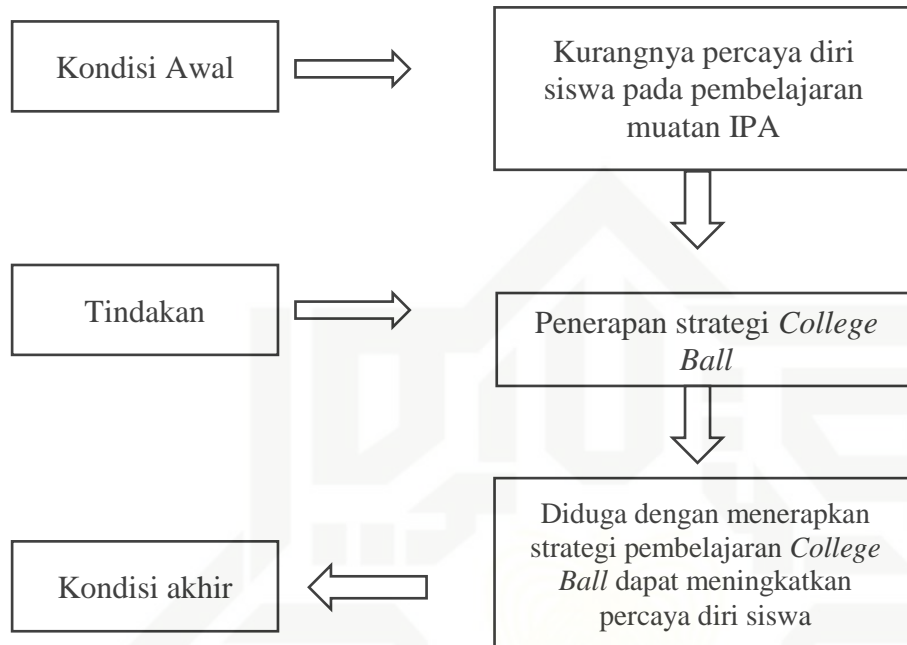 Kondisi Awal
Kurangnya percaya diri
siswa pada pembelajaran
muatan IPA
Tindakan
Penerapan strategi College
Ball
Kondisi akhir
Diduga dengan menerapkan
strategi pembelajaran College
Ball dapat meningkatkan
percaya diri siswa